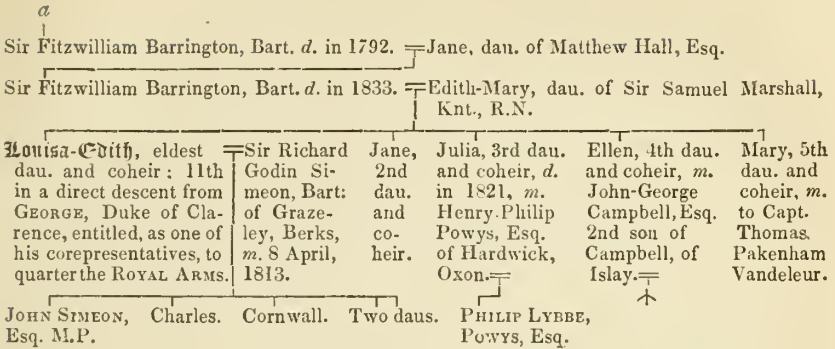 a
Sir Fitzwilliam Barrington, Bart. d. in 1792. Jane, dau. of Matthew Hall, Esq.
Sir Fitzwilliam Barrington, Bart. d. in 1833. Edith-Mary, dau. of Sir Samuel Marshall,
Knt., R.N.
Louisa-Edith, eldest
dau. and coheir: 11th
in a direct descent from
GEORGE, Duke of Cla-
rence, entitled, as one of
his corepresentatives, to
quarter the ROYAL ARMS.
Sir Richard
Godin Si-
meon, Bart:
of Graze-
ley, Berks,
m. 8 April,
1813.
Jane,
2nd
dau.
and
co-
heir.
Julia, 3rd dau.
and coheir, d.
in 1821, m.
Henry-Philip
Powys, Esq.
of Hardwick,
Oxon.
Ellen, 4th dau.
and coheir, m.
John-George
Campbell, Esq.
2nd son of
Campbell, of
Islay.
Mary, 5th
dau. and
coheir, m.
to Capt.
Thomas
Pakenham
Vandeleur.
JOHN SIMEON,
Esq. M.P.
Charles.
Cornwall.
Two daus.
PHILIP LYBBE,
Powys, Esq.